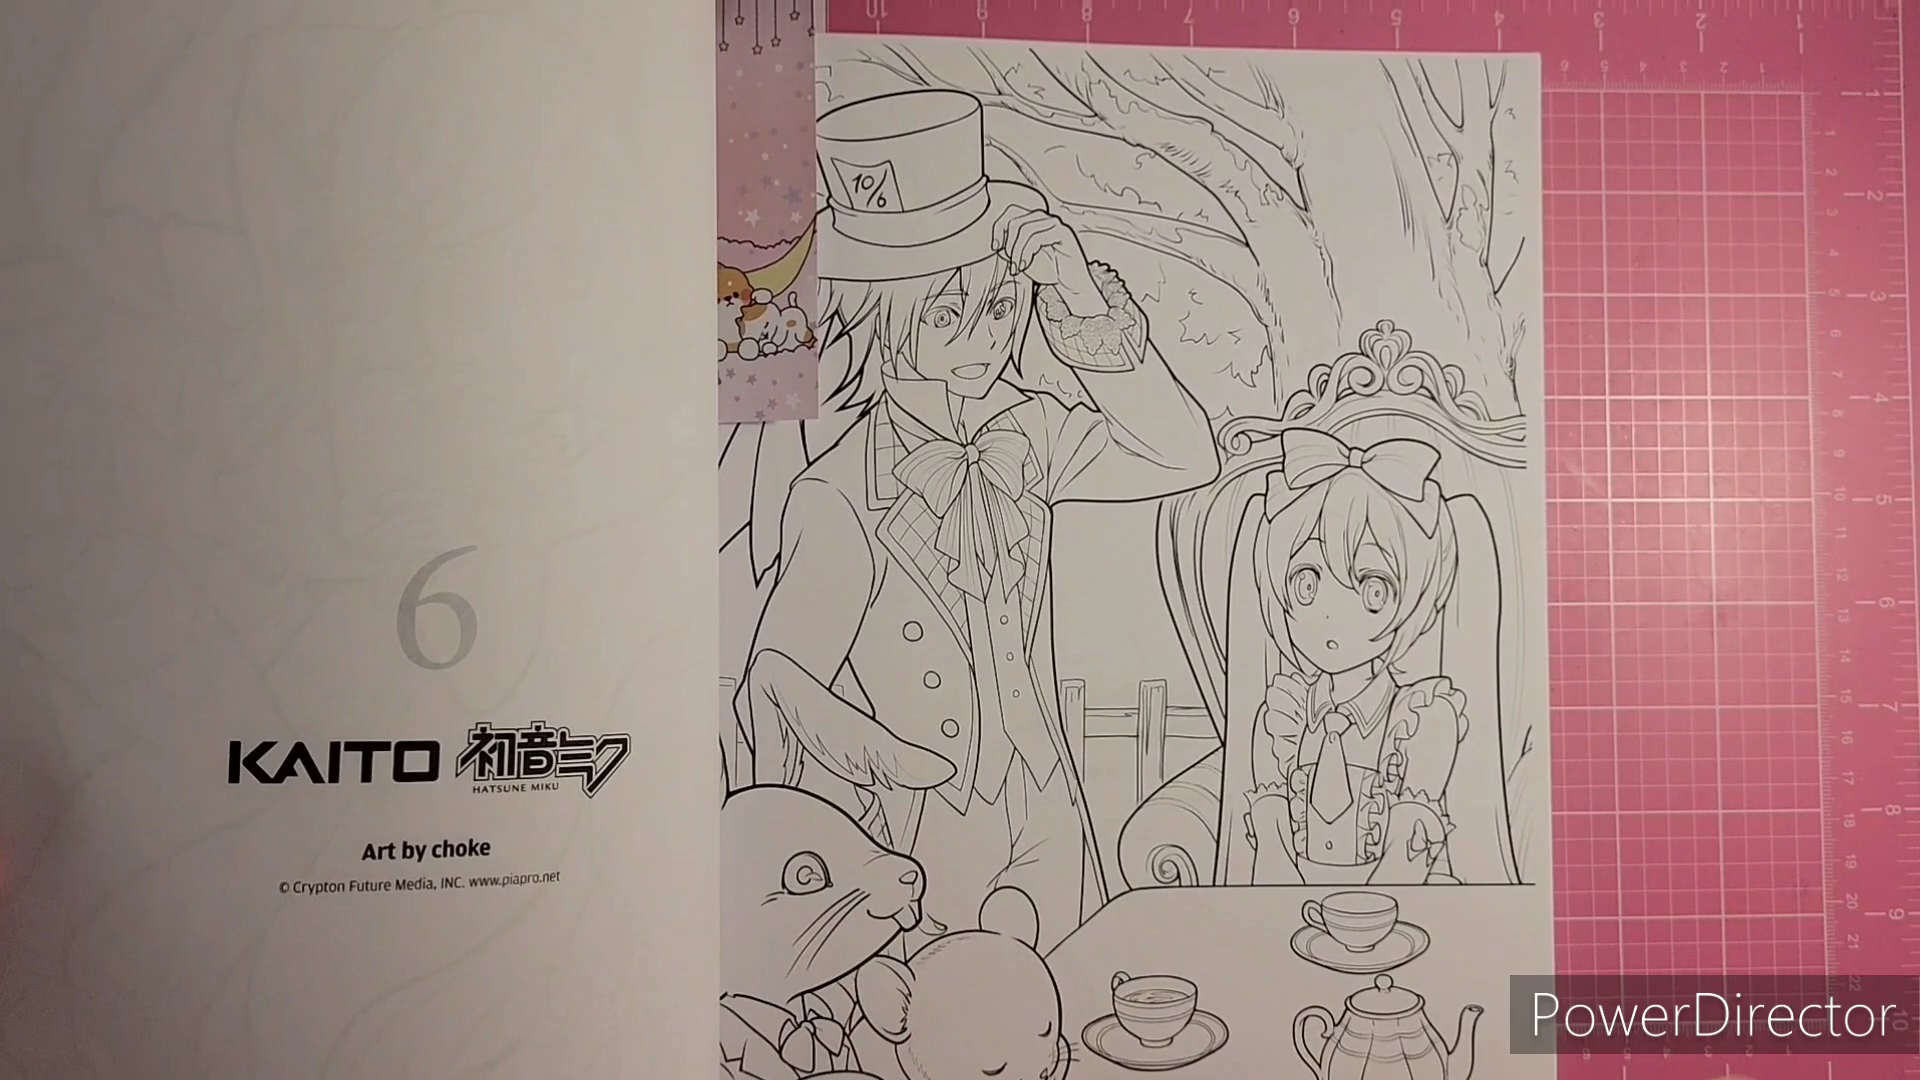 6
KAITO 初音ミク
HATSUNE MIKU
Art by choke
© Crypton Future Media, INC. www.piapro.net
10/6
PowerDirector